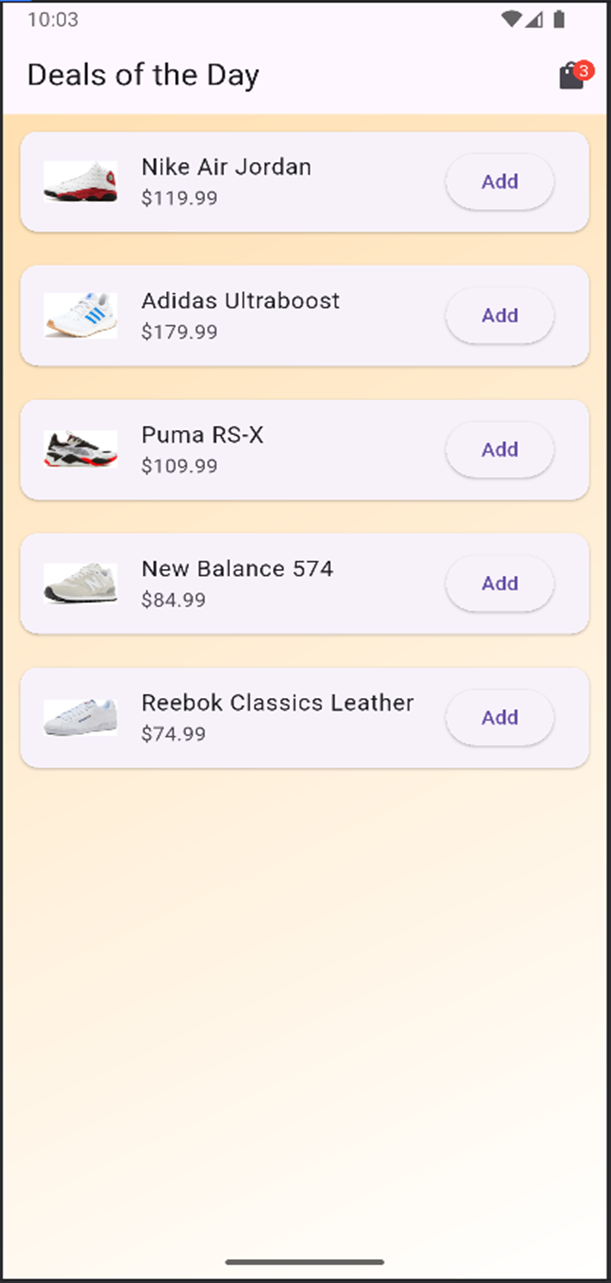 10:03
Deals of the Day
3
Nike Air Jordan
$119.99
Add
Adidas Ultraboost
$179.99
Add
Puma RS-X
$109.99
Add
New Balance 574
$84.99
Add
Reebok Classics Leather
$74.99
Add